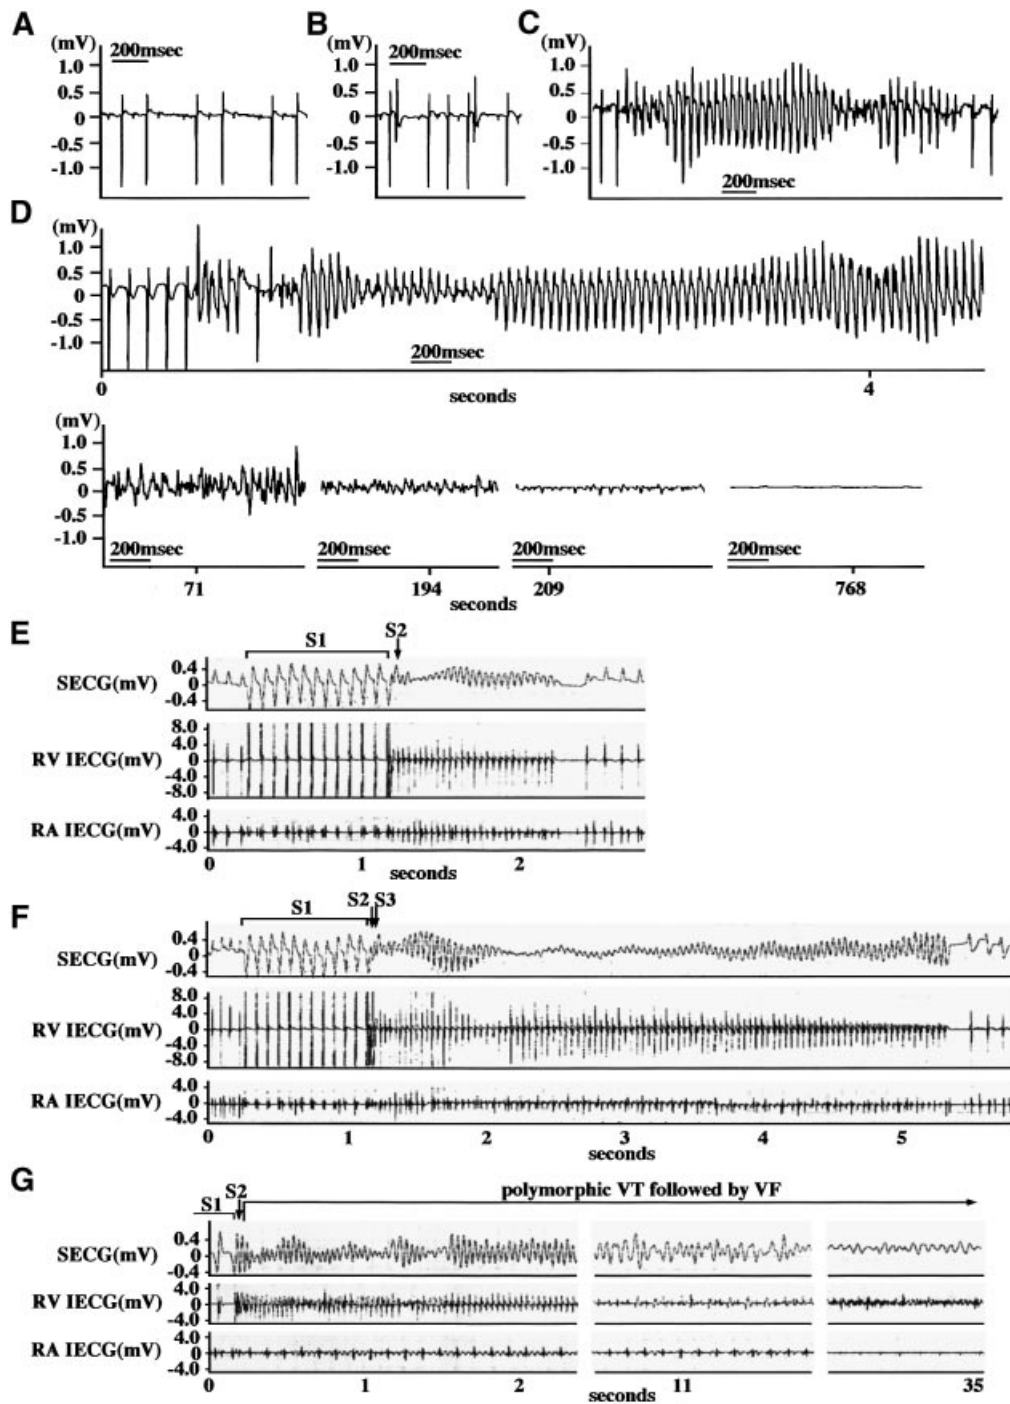 A
(mV)
200msec
1.0
0.5
0
-0.5
-1.0
B
(mV)
200msec
1.0
0.5
0
-0.5
-1.0
C
(mV)
1.0
0.5
0
-0.5
-1.0
200msec
D
(mV)
1.0
0.5
0
-0.5
-1.0
200msec
0 4
seconds
(mV)
1.0
0.5
0
-0.5
-1.0
200msec 200msec 200msec 200msec
71 194 209 768
seconds
E
S1 S2
SECG(mV)
0.4
0
-0.4
RV IECG(mV)
8.0
4.0
0
-4.0
-8.0
RA IECG(mV)
4.0
0
-4.0
0 1 2
seconds
F
S1 S2 S3
SECG(mV)
0.4
0
-0.4
RV IECG(mV)
8.0
4.0
0
-4.0
-8.0
RA IECG(mV)
4.0
0
-4.0
0 1 2 3 4 5
seconds
G
S1 S2 polymorphic VT followed by VF
SECG(mV)
0.4
0
-0.4
RV IECG(mV)
4.0
0
-4.0
RA IECG(mV)
4.0
0
-4.0
0 1 2 11 35
seconds